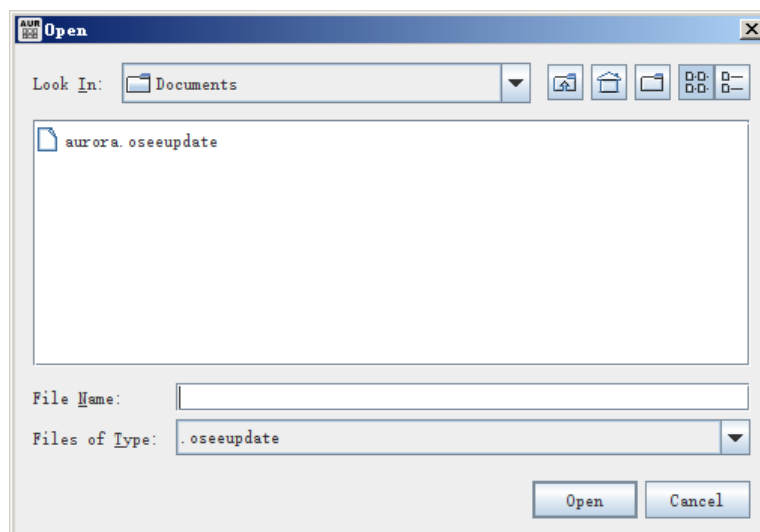 AUR Open
Look In: Documents
aurora.oseeupdate
File Name:
Files of Type: .oseeupdate
Open Cancel